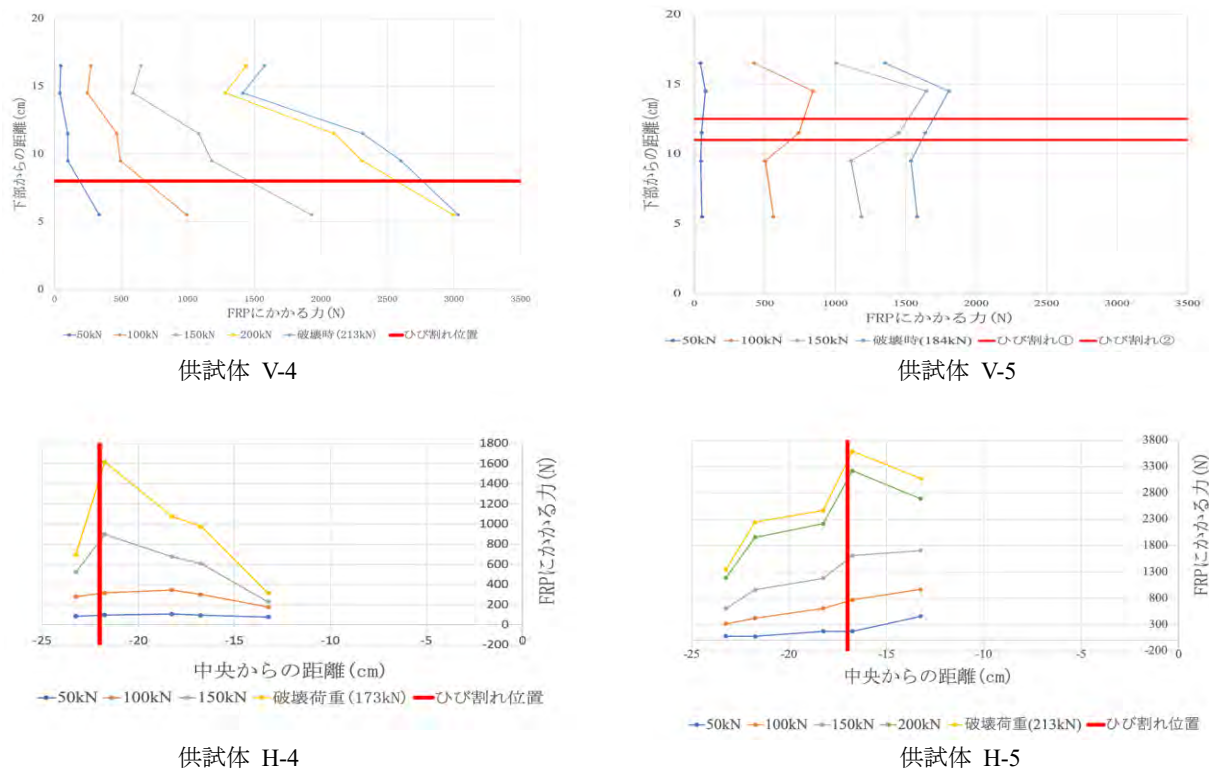 20
15
10
5
0
下部からの距離(cm)
0 500 1000 1500 2000 2500 3000 3500
FRPにかかる力(N)
50kN 100kN 150kN 200kN 破壊時(213kN) ひび割れ位置
供試体 V-4
20
15
10
5
0
下部からの距離(cm)
0 500 1000 1500 2000 2500 3000 3500
FRPにかかる力(N)
50kN 100kN 150kN 破壊時(184kN) ひび割れ① ひび割れ②
供試体 V-5
1800
1600
1400
1200
1000
800
600
400
200
0
-200
FRPにかかる力(N)
-25 -20 -15 -10 -5 0
中央からの距離(cm)
50kN 100kN 150kN 破壊荷重(173kN) ひび割れ位置
供試体 H-4
3800
3300
2800
2300
1800
1300
800
300
-200
FRPにかかる力(N)
-25 -20 -15 -10 -5 0
中央からの距離(cm)
50kN 100kN 150kN 200kN 破壊荷重(213kN) ひび割れ位置
供試体 H-5